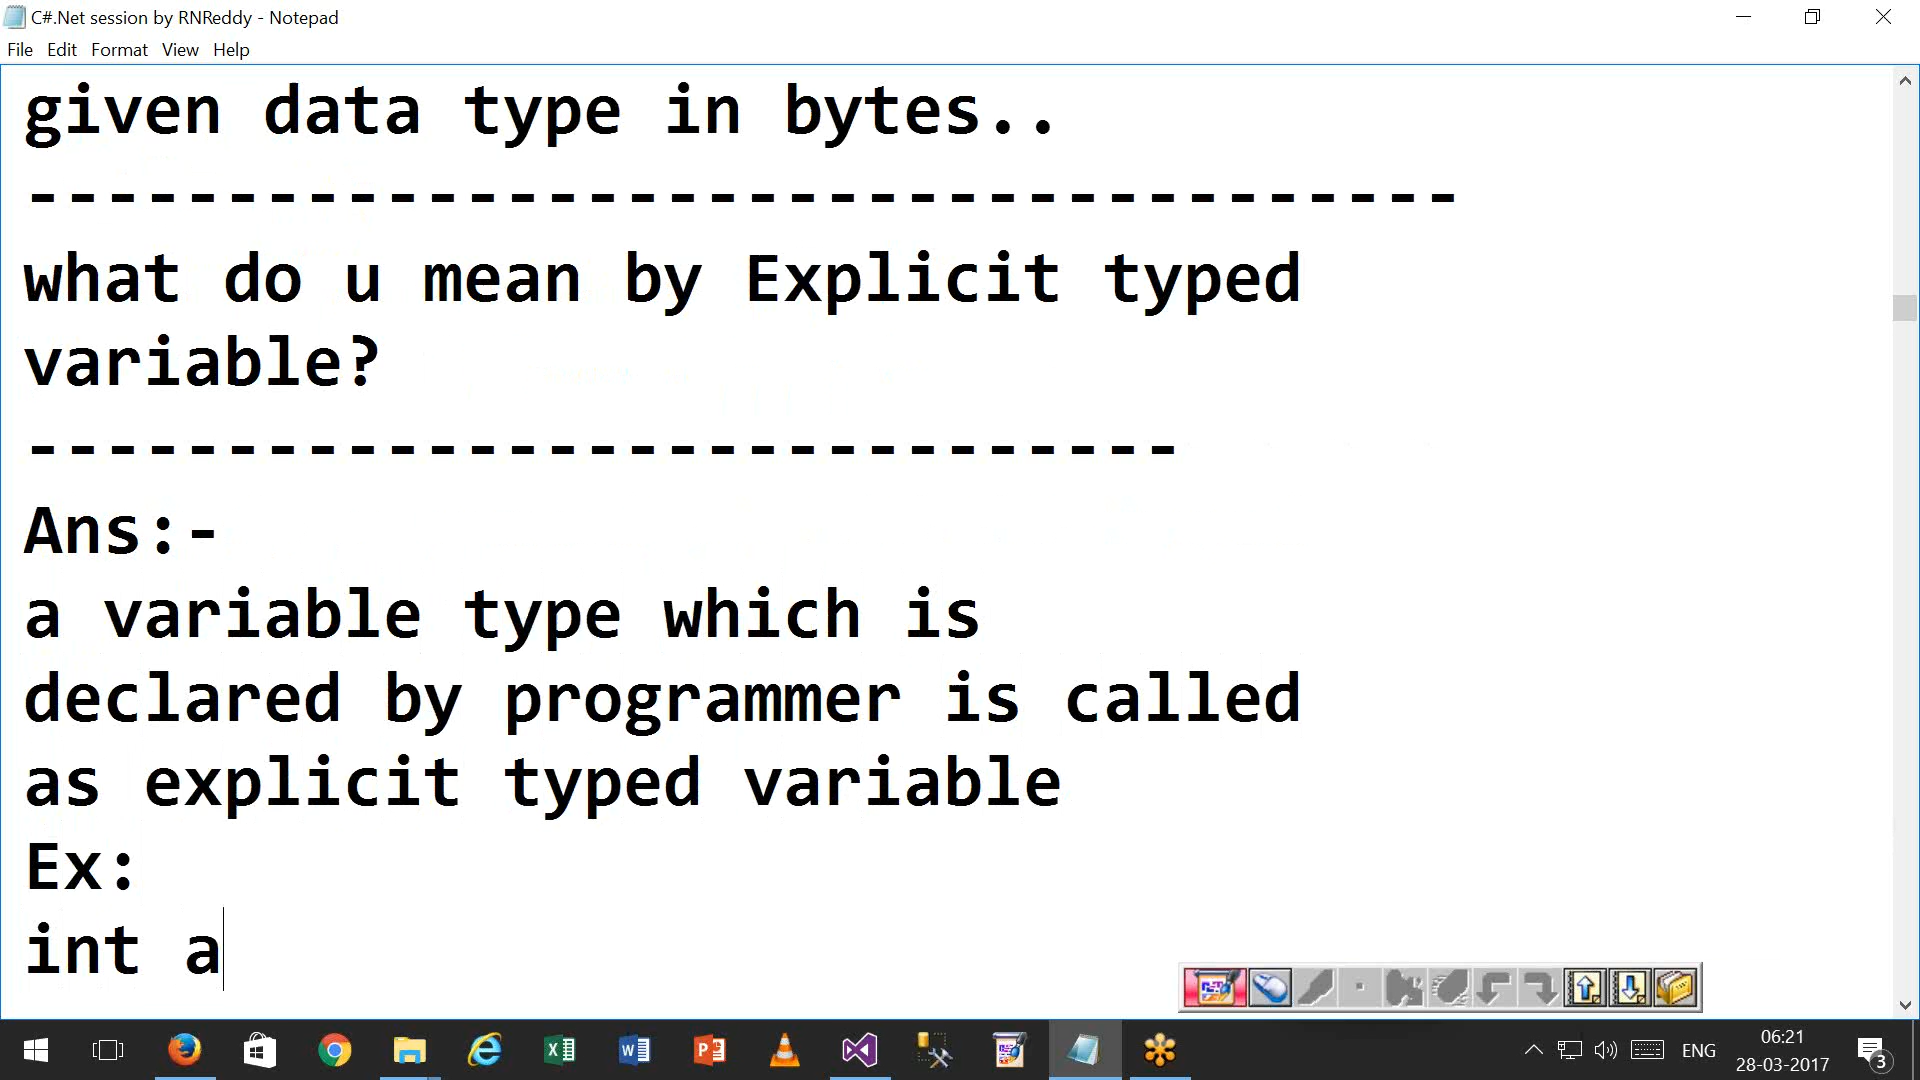 C#.Net session by RNReddy - Notepad
File Edit Format View Help
given data type in bytes..
------------------------------------
what do u mean by Explicit typed
variable?
-----------------------------
Ans:-
a variable type which is
declared by programmer is called
as explicit typed variable
Ex:
int a
ENG
06:21
28-03-2017
3